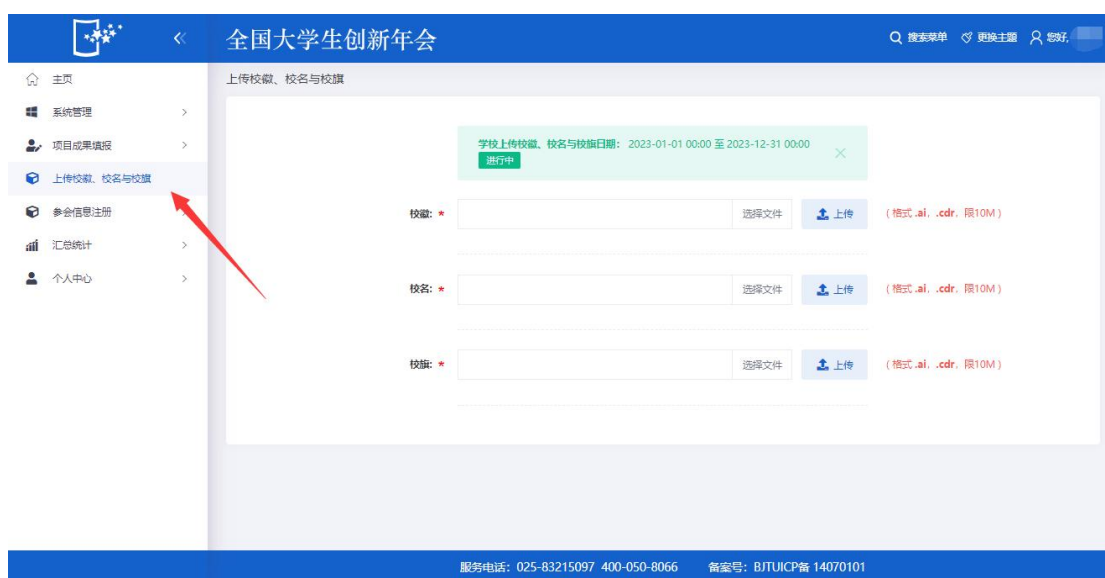 全国大学生创新年会
搜索菜单 更换主题 您好,
主页
系统管理
项目成果填报
上传校徽、校名与校旗
参会信息注册
汇总统计
个人中心
上传校徽、校名与校旗
学校上传校徽、校名与校旗日期: 2023-01-01 00:00 至 2023-12-31 00:00
进行中
校徽: * 选择文件 上传 (格式 .ai, .cdr, 限10M)
校名: * 选择文件 上传 (格式 .ai, .cdr, 限10M)
校旗: * 选择文件 上传 (格式 .ai, .cdr, 限10M)
服务电话: 025-83215097 400-050-8066 备案号: BJTUICP备 14070101